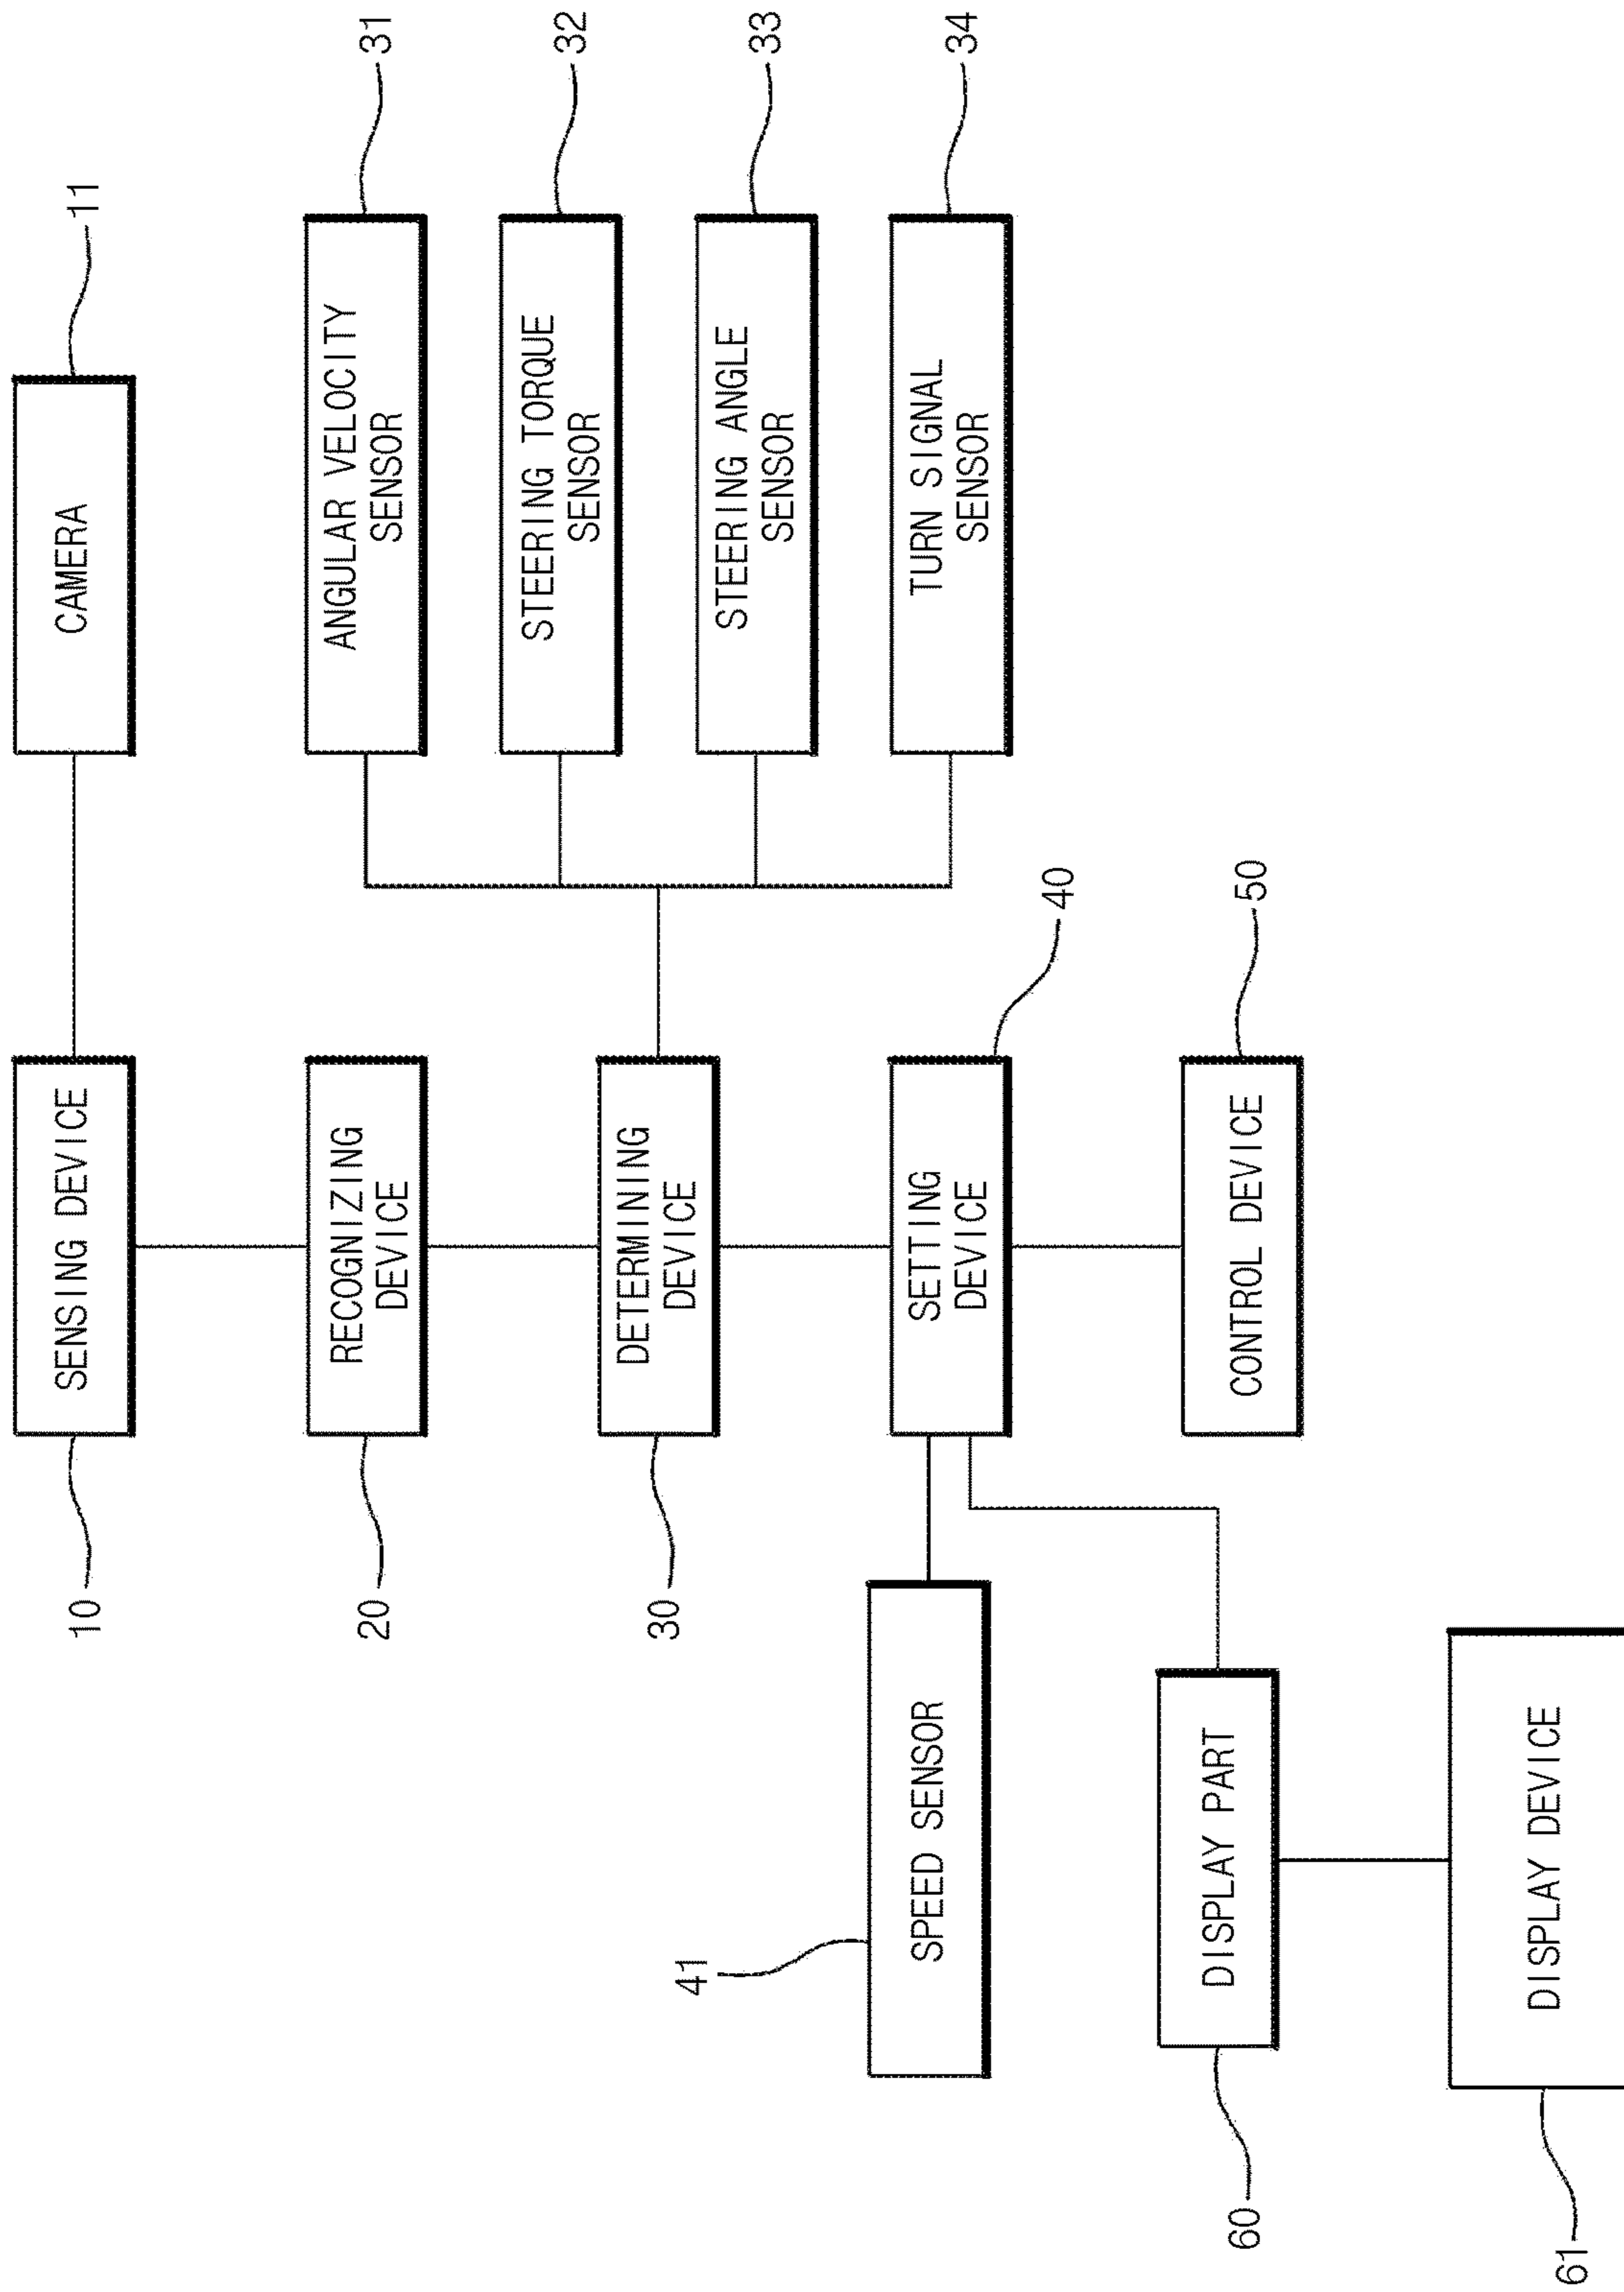 10
SENSING DEVICE
CAMERA
11
20
RECOGNIZING
DEVICE
ANGULAR VELOCITY
SENSOR
31
STEERING TORQUE
SENSOR
32
30
DETERMINING
DEVICE
STEERING ANGLE
SENSOR
33
41
SPEED SENSOR
SETTING
DEVICE
40
TURN SIGNAL
SENSOR
34
60
DISPLAY PART
CONTROL DEVICE
50
61
DISPLAY DEVICE